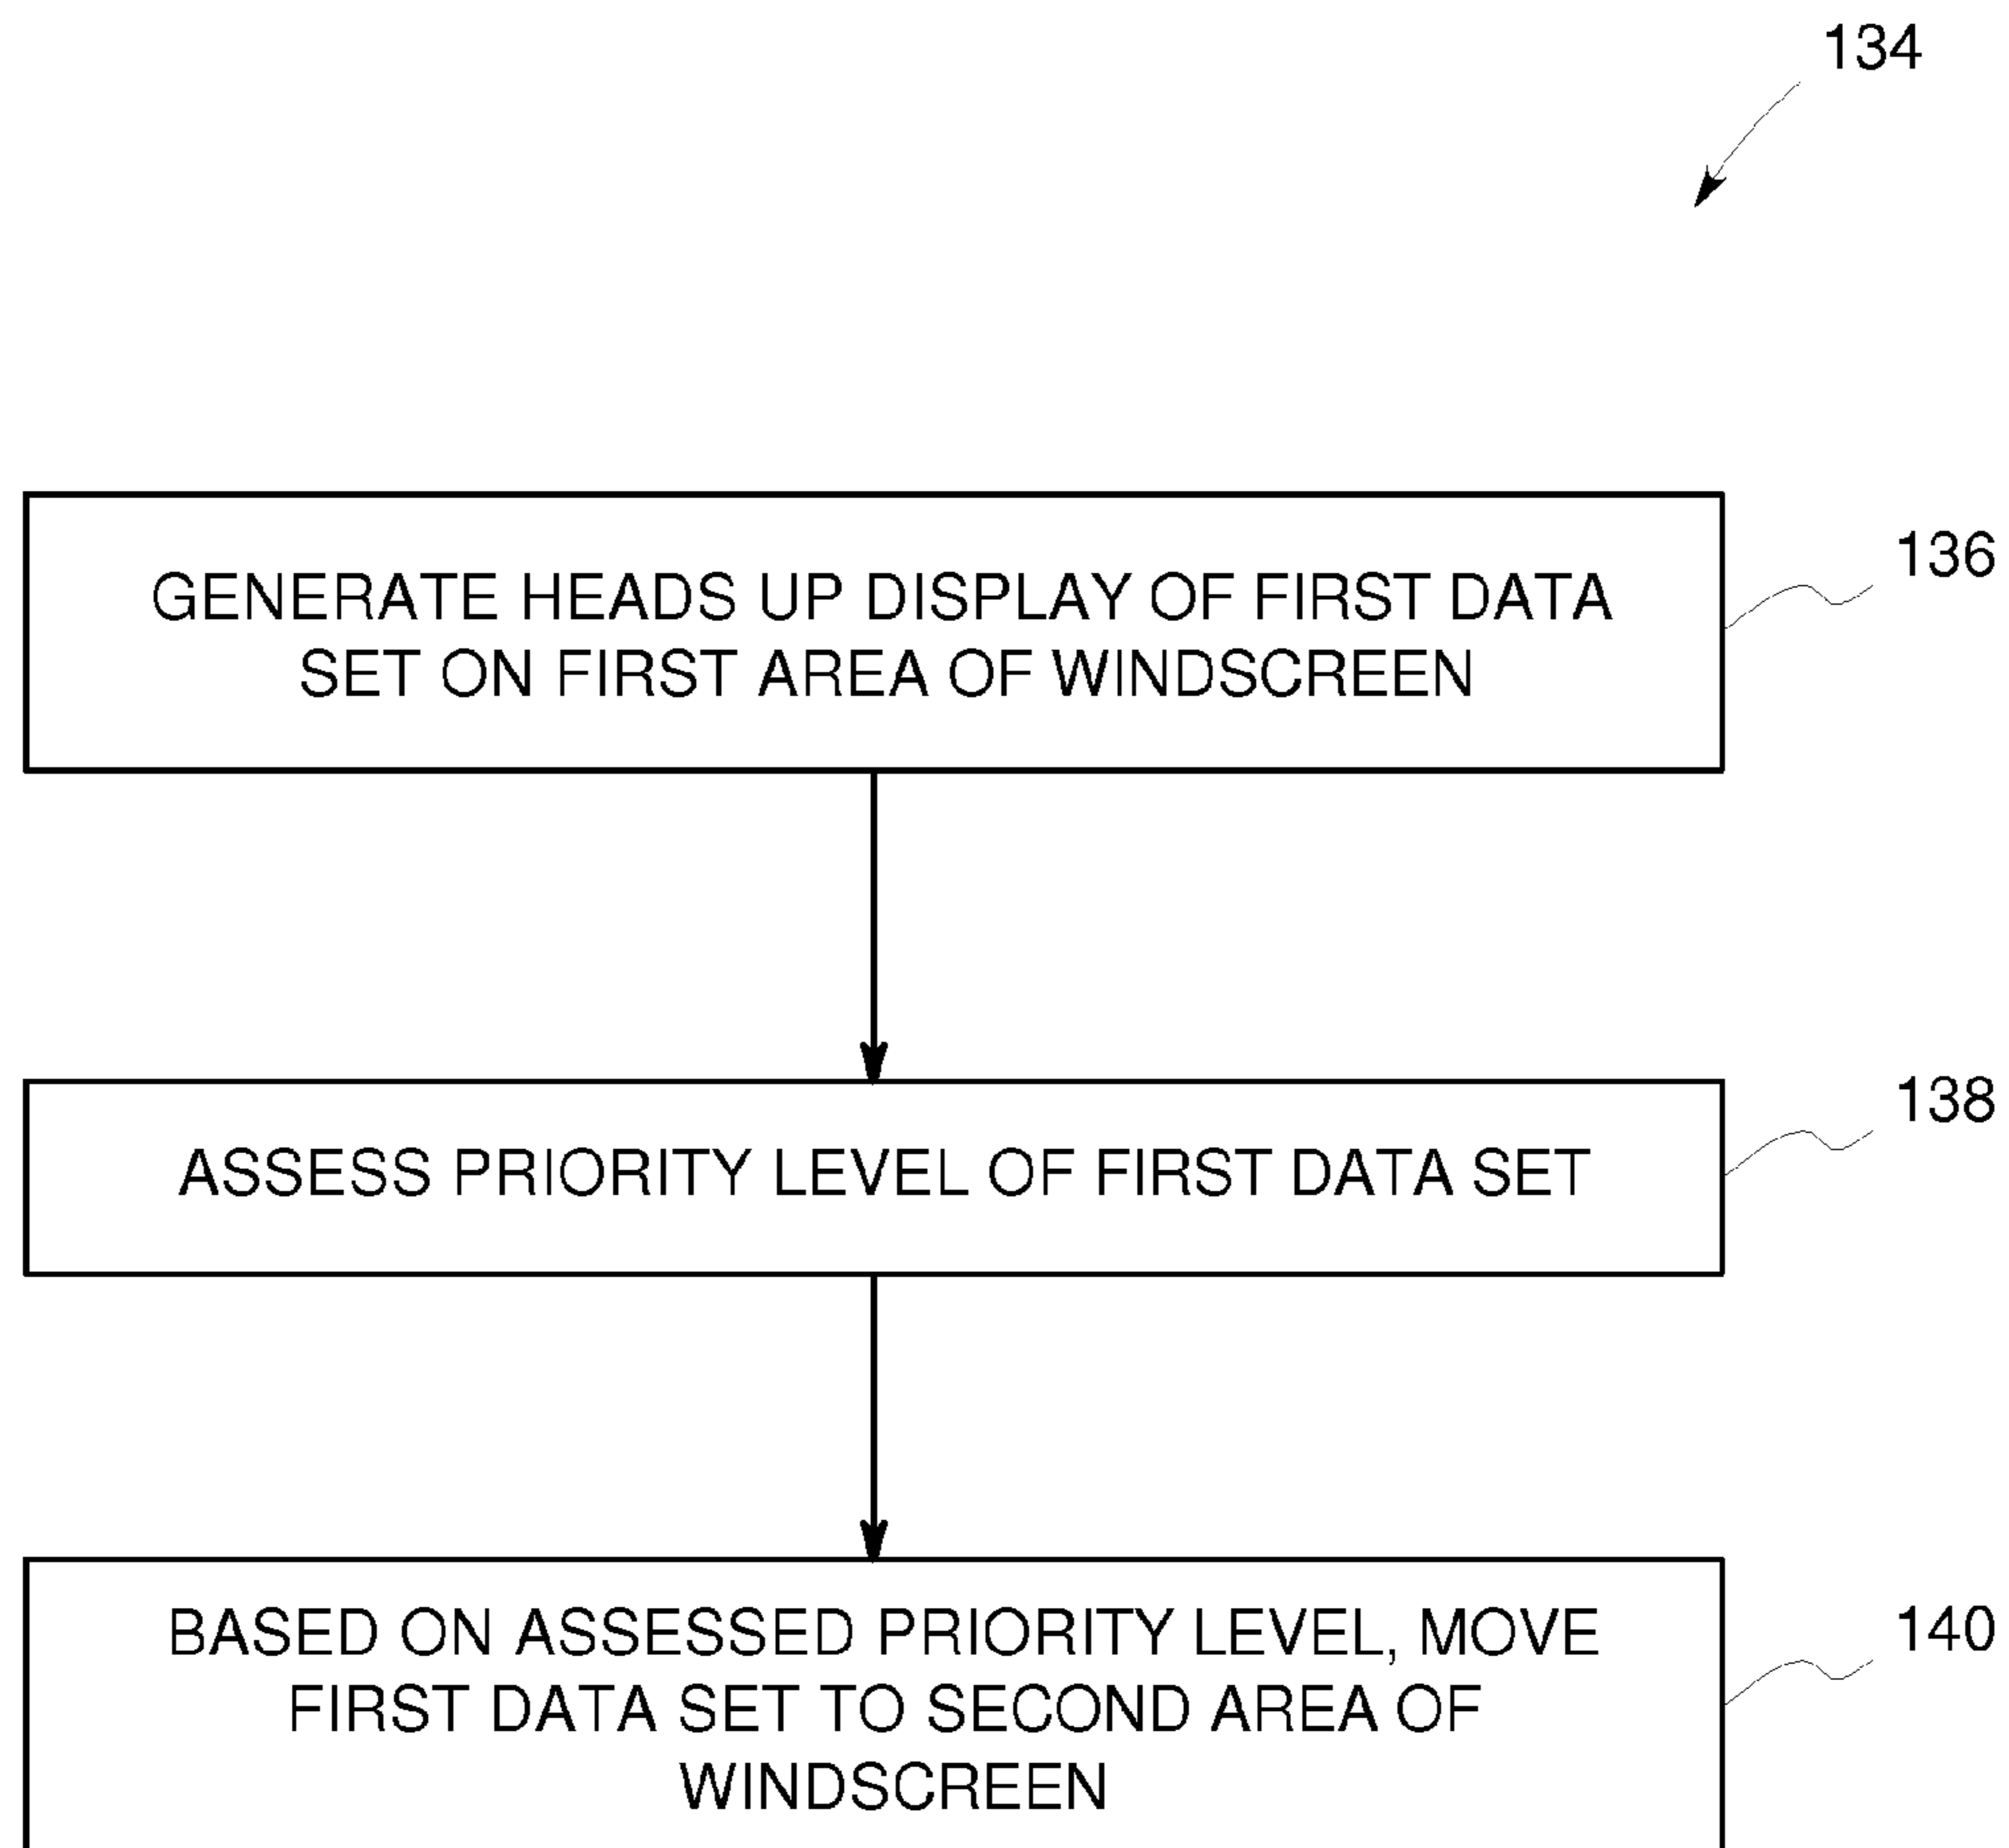 134
136
GENERATE HEADS UP DISPLAY OF FIRST DATA
SET ON FIRST AREA OF WINDSCREEN
138
ASSESS PRIORITY LEVEL OF FIRST DATA SET
140
BASED ON ASSESSED PRIORITY LEVEL, MOVE
FIRST DATA SET TO SECOND AREA OF
WINDSCREEN